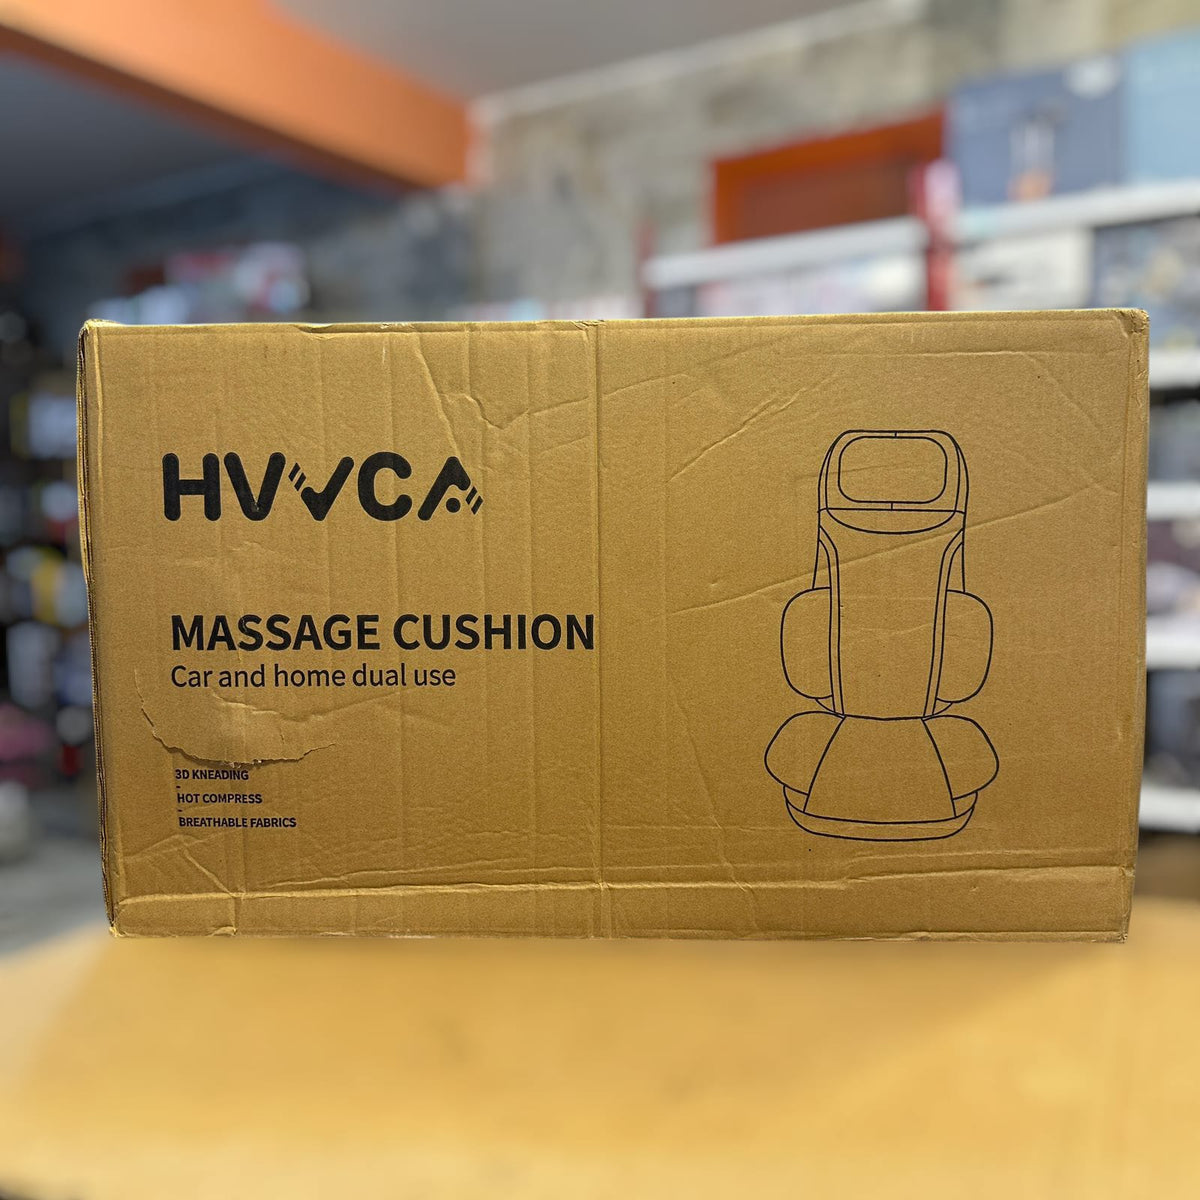 HVVCA
MASSAGE CUSHION
Car and home dual use
3D KNEADING
-
HOT COMPRESS
-
BREATHABLE FABRICS